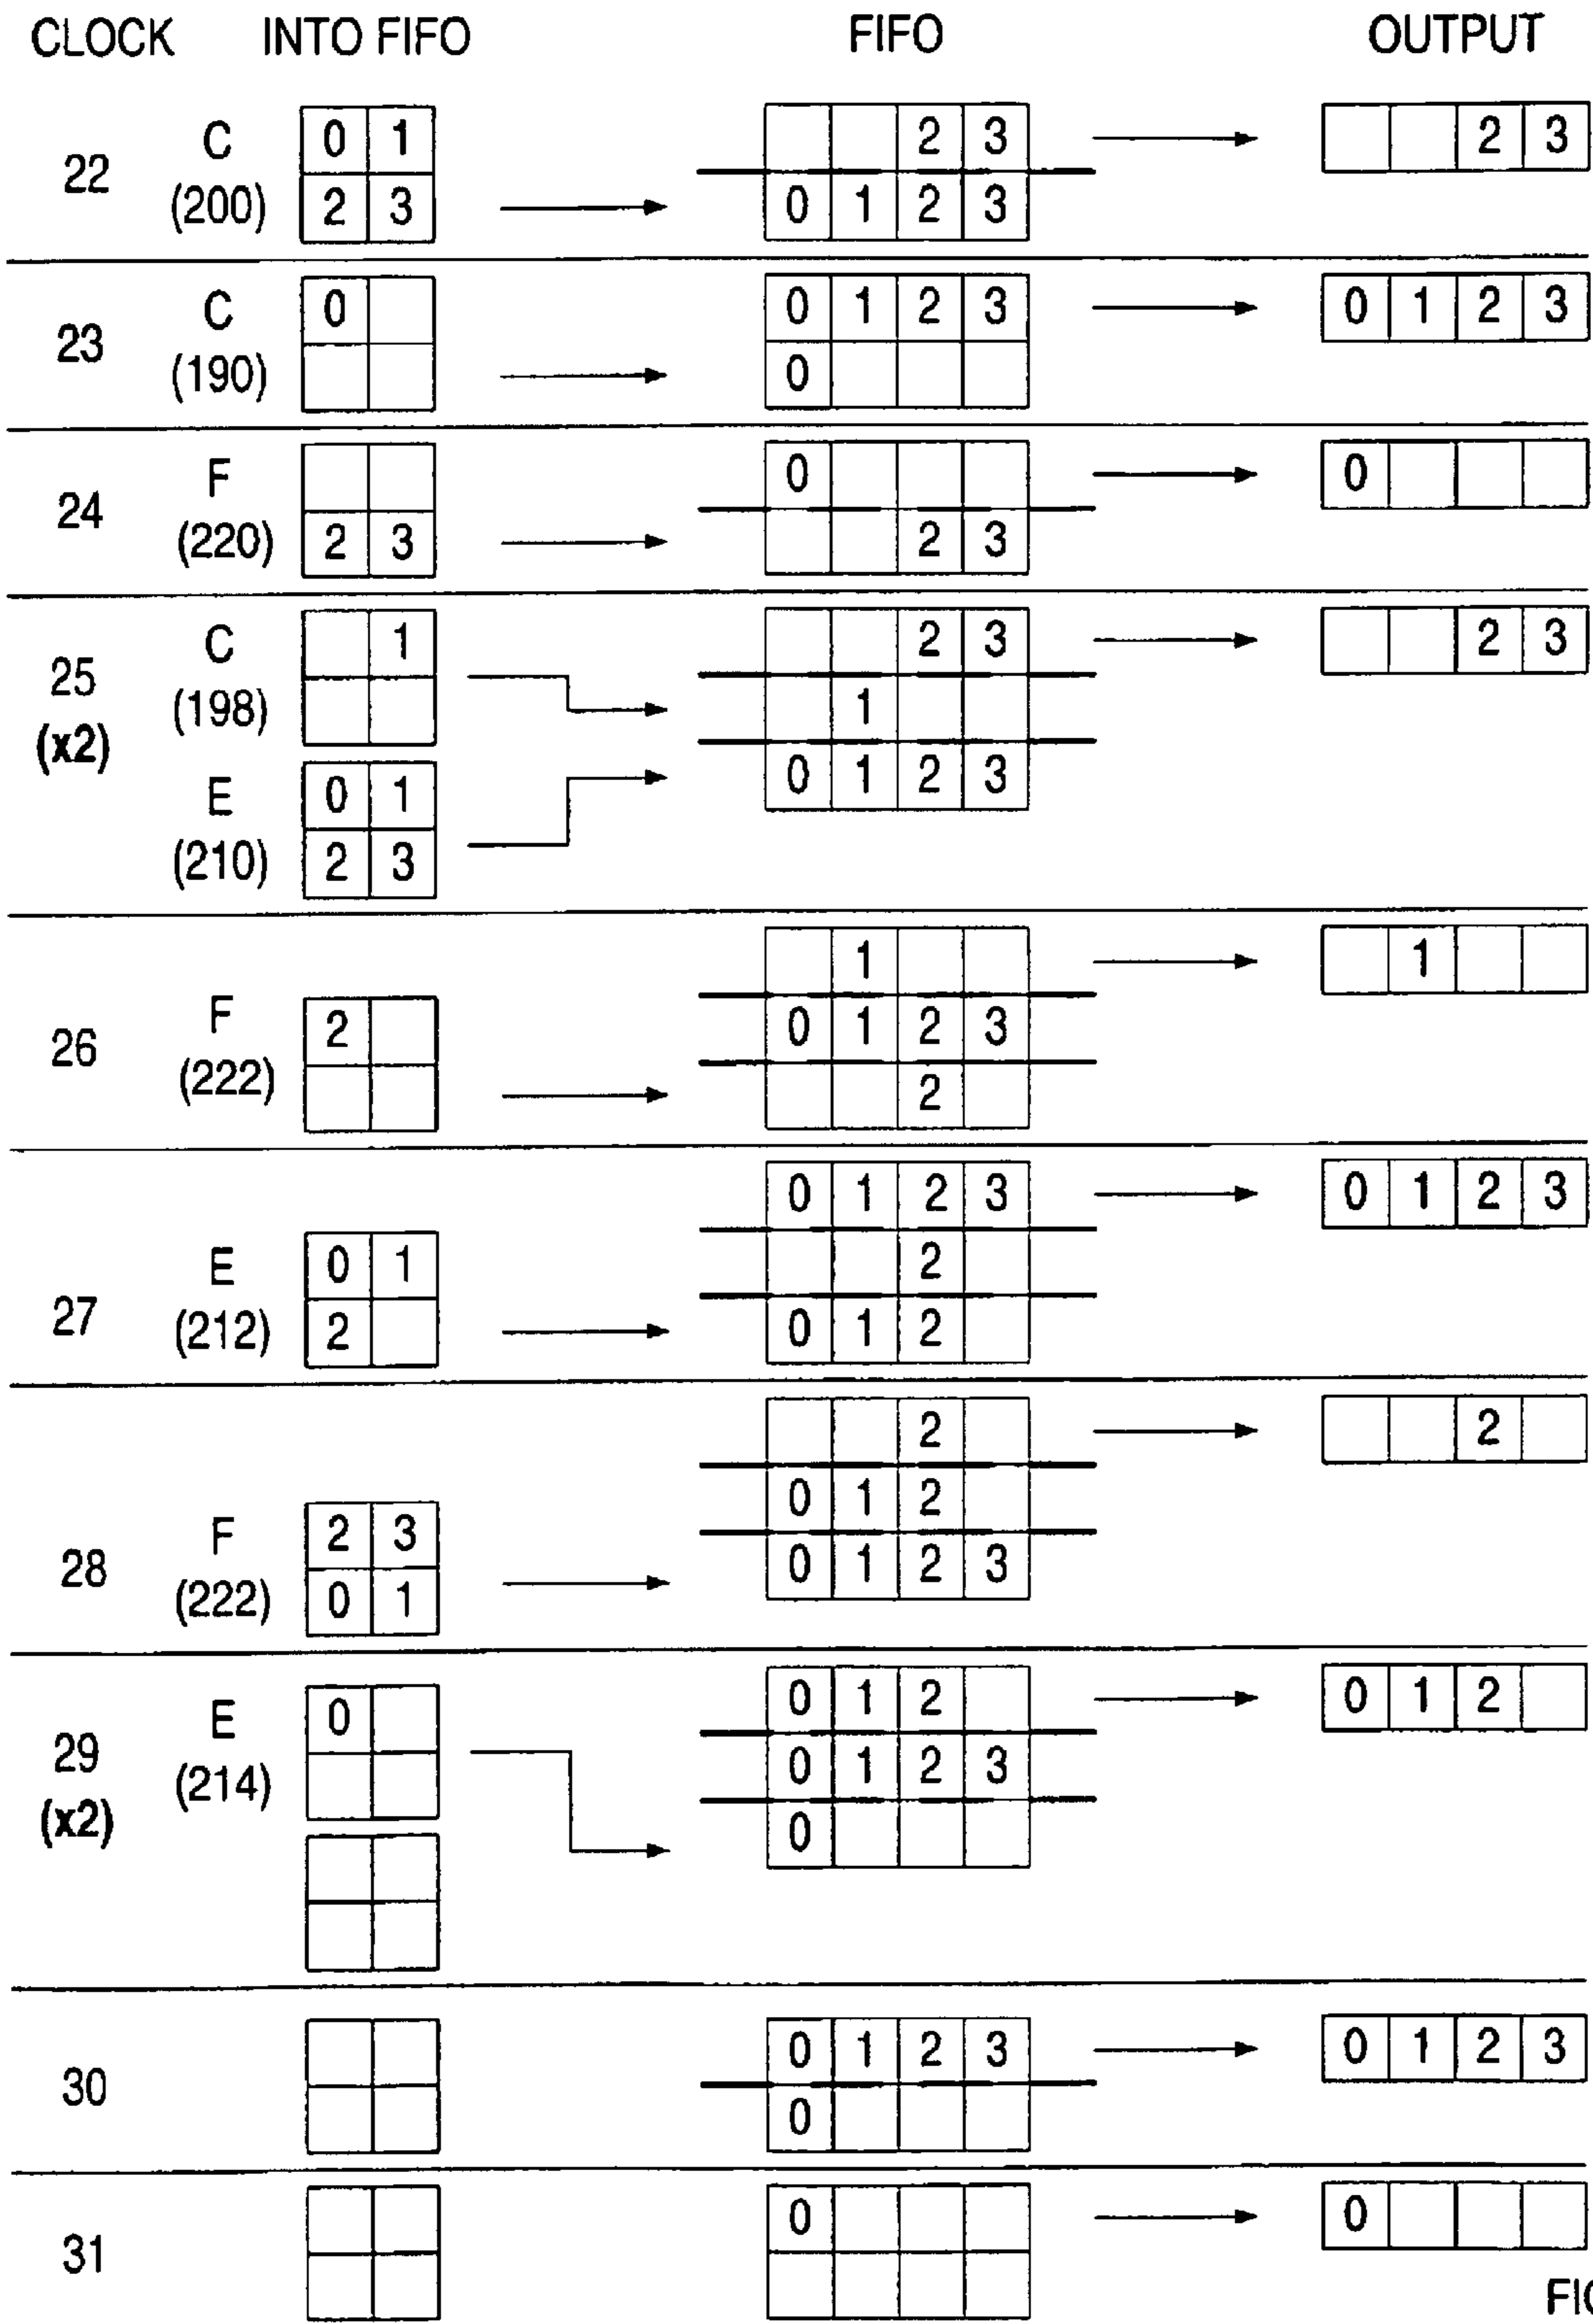 CLOCK INTO FIFO FIFO OUTPUT
C 0 1 2 3 2 3
22
(200) 2 3 0 1 2 3
C 0 0 1 2 3 0 1 2 3
23
(190) 0
F 0 0
24
(220) 2 3 2 3
C 1 2 3 2 3
25
(198) 1
(x2)
E 0 1 0 1 2 3
(210) 2 3
1 1
F 2 0 1 2 3
26
(222) 2
0 1 2 3 0 1 2 3
E 0 1 2
27
(212) 2 0 1 2
2 2
0 1 2
F 2 3
28 0 1 2 3
(222) 0 1
E 0 0 1 2 0 1 2
29
(214) 0 1 2 3
(x2) 0
0 1 2 3 0 1 2 3
30
0
0 0
31